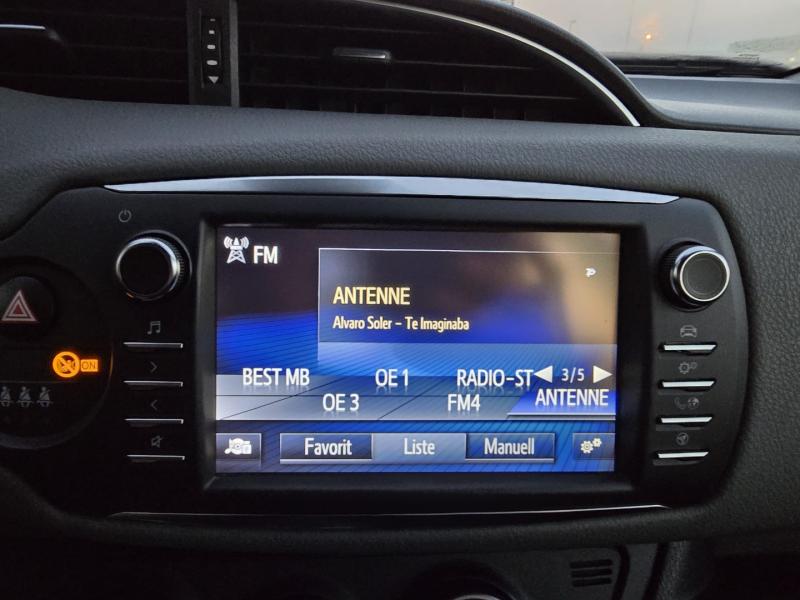 FM
TP
ANTENNE
Alvaro Soler - Te Imaginaba
BEST MB OE 1 RADIO-ST 3/5
OE 3 FM4 ANTENNE
Favorit Liste Manuell
ON